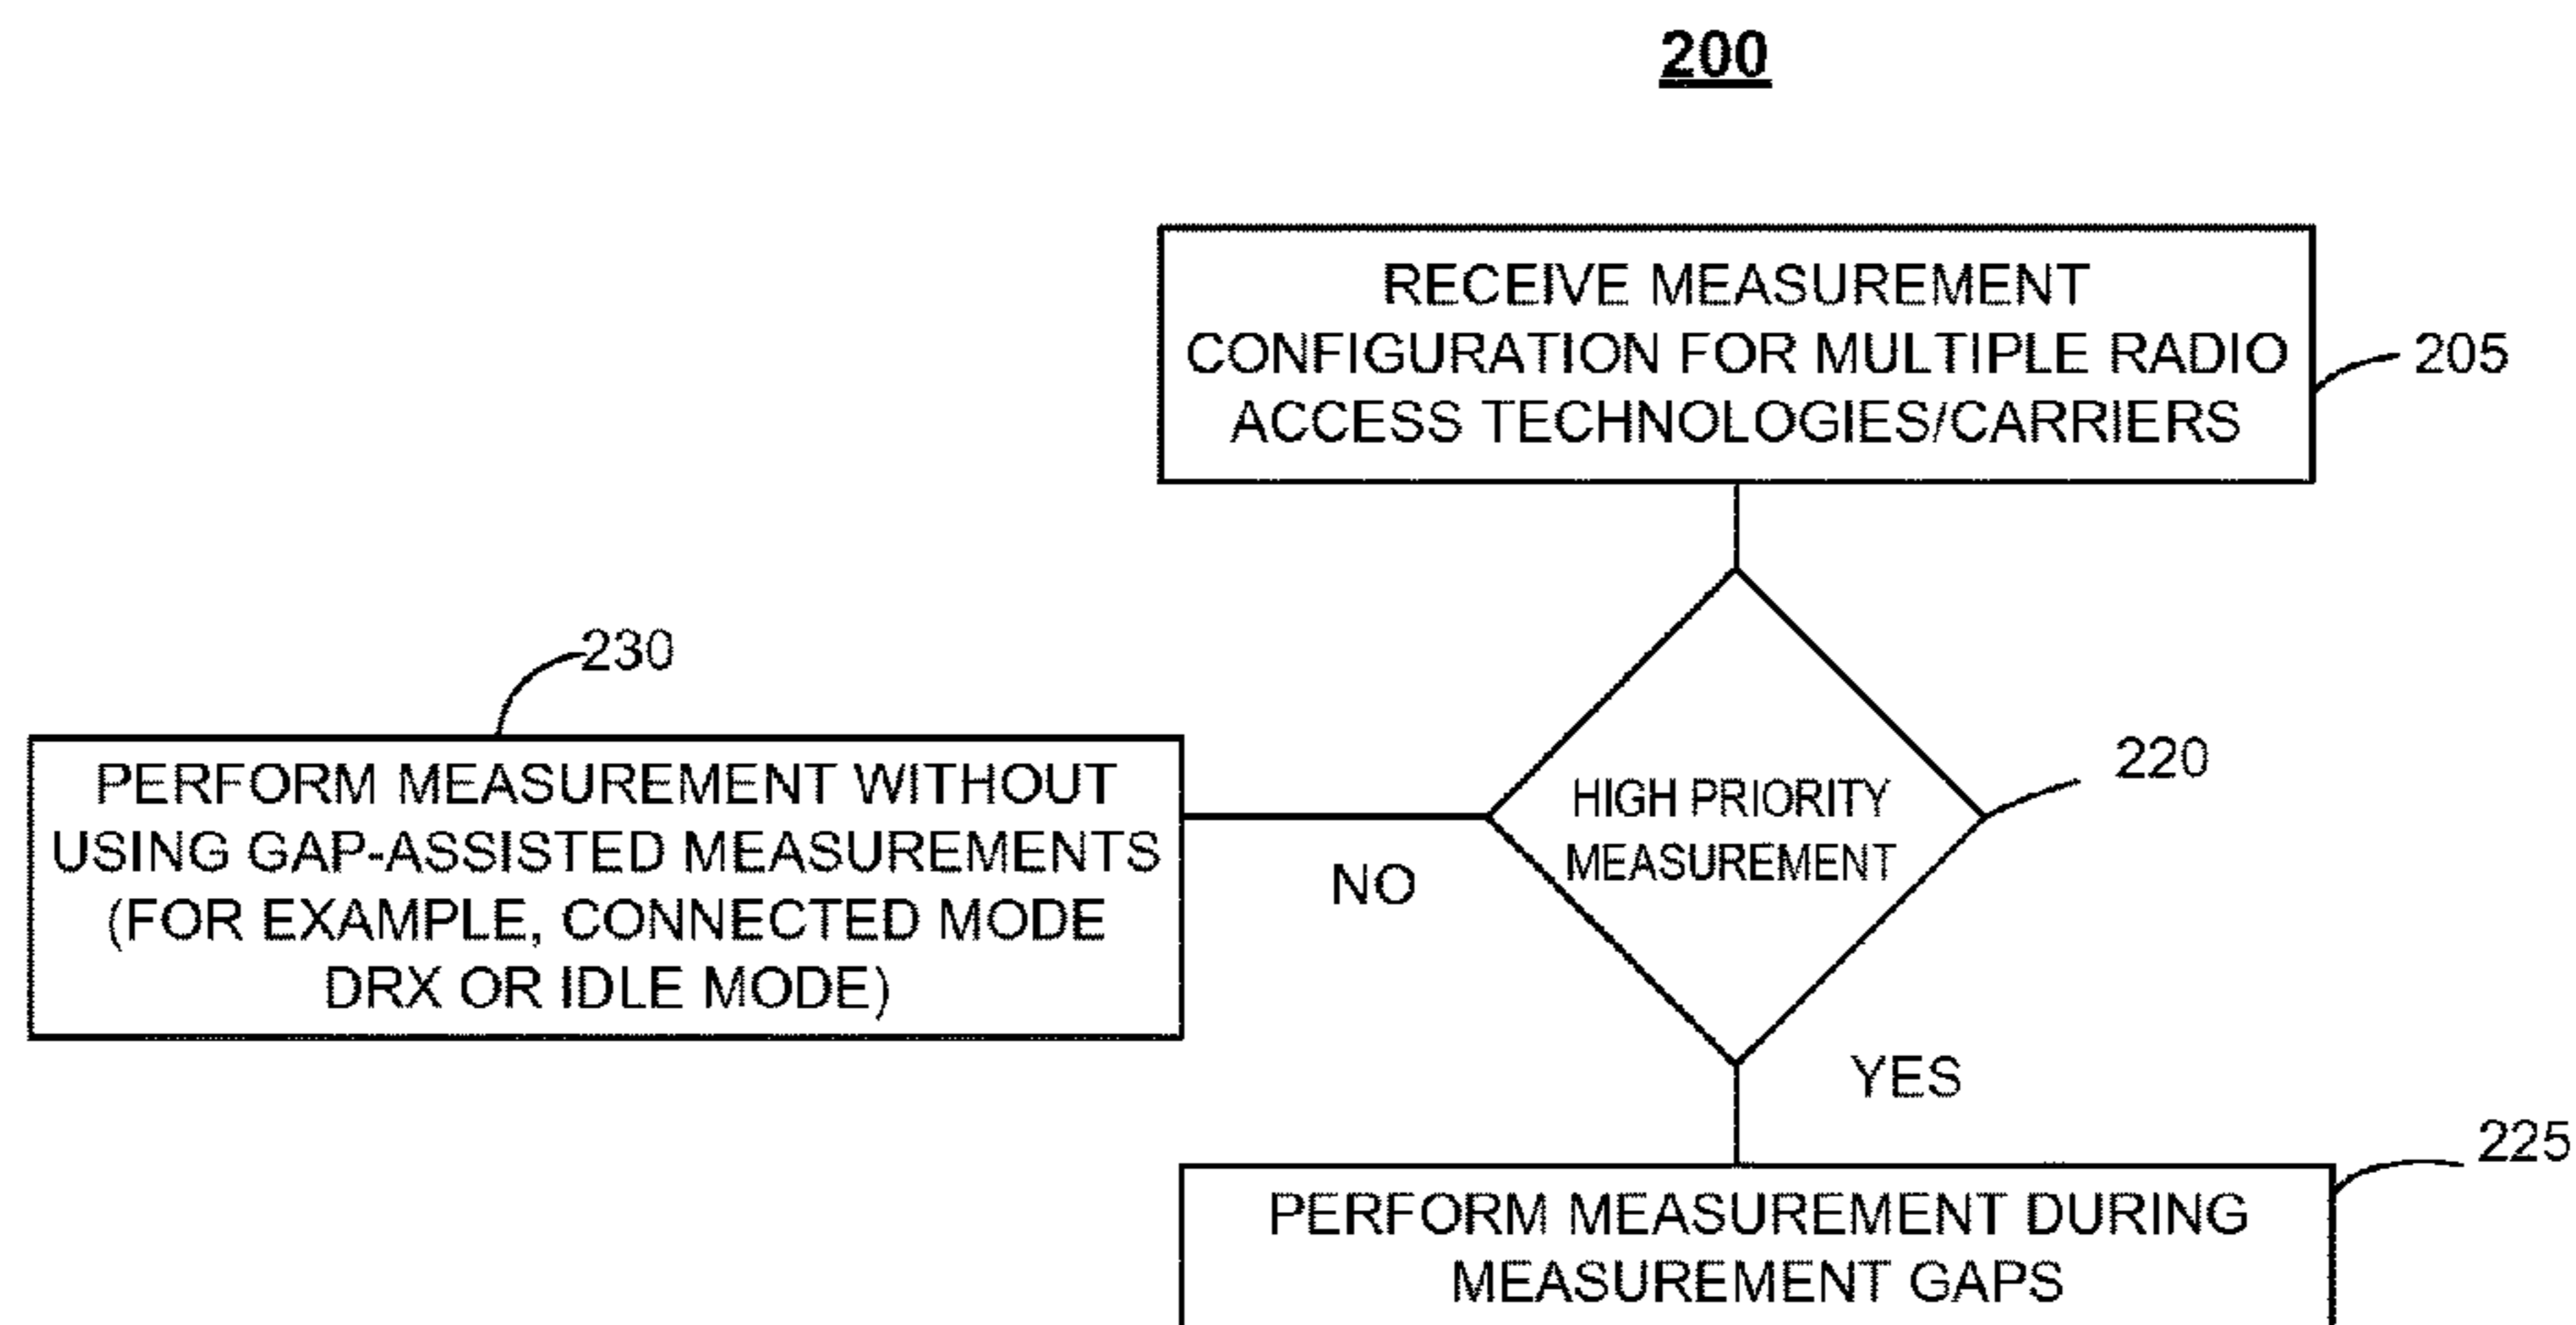 200
RECEIVE MEASUREMENT
CONFIGURATION FOR MULTIPLE RADIO
ACCESS TECHNOLOGIES/CARRIERS
205
230
PERFORM MEASUREMENT WITHOUT
USING GAP-ASSISTED MEASUREMENTS
(FOR EXAMPLE, CONNECTED MODE
DRX OR IDLE MODE)
220
HIGH PRIORITY
MEASUREMENT
NO
YES
225
PERFORM MEASUREMENT DURING
MEASUREMENT GAPS